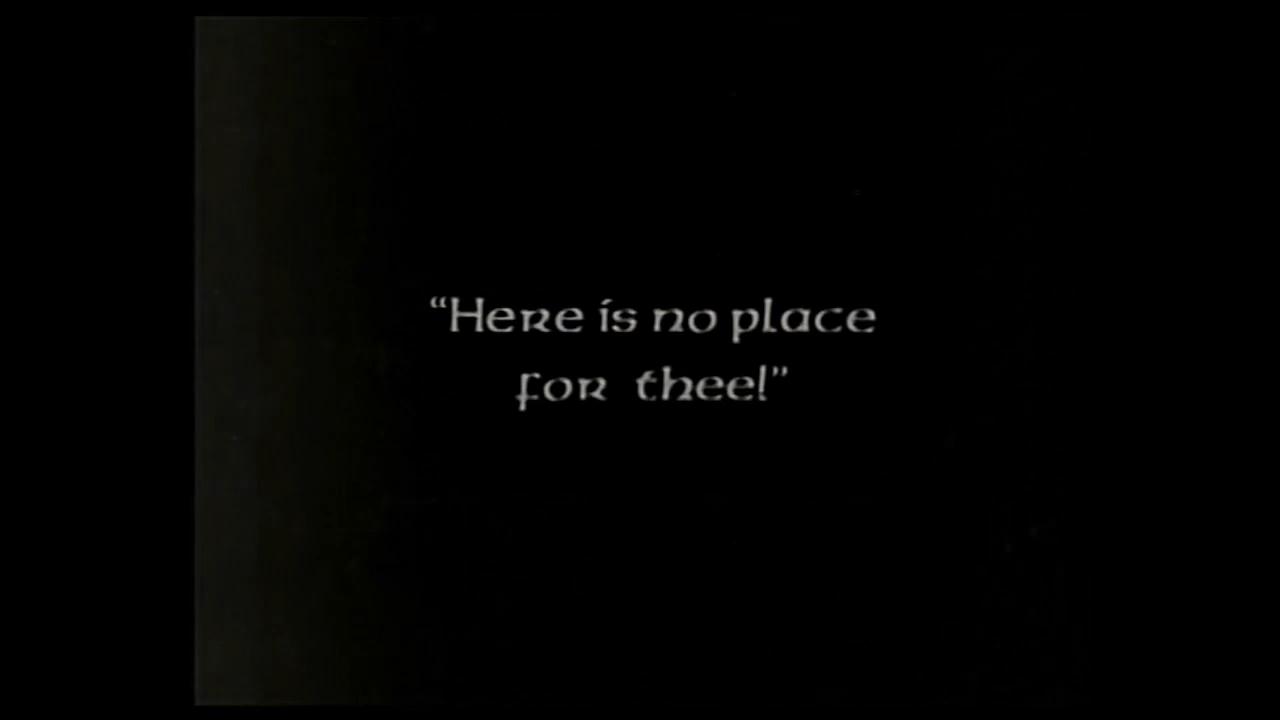 “Here is no place
for thee!”